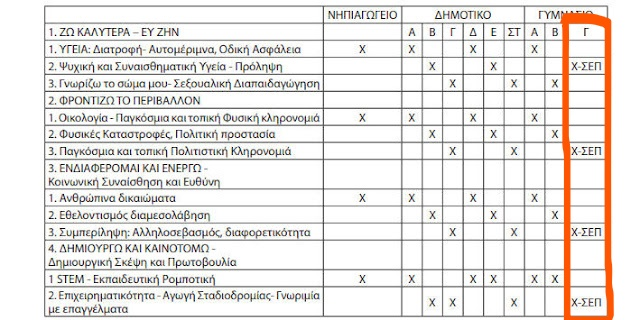 ΝΗΠΙΑΓΩΓΕΙΟ ΔΗΜΟΤΙΚΟ ΓΥΜΝΑΣΙΟ
1. ΖΩ ΚΑΛΥΤΕΡΑ – ΕΥ ΖΗΝ Α Β Γ Δ Ε ΣΤ Α Β Γ
1. ΥΓΕΙΑ: Διατροφή- Αυτομέριμνα, Οδική Ασφάλεια Χ Χ Χ Χ
2. Ψυχική και Συναισθηματική Υγεία - Πρόληψη Χ Χ Χ-ΣΕΠ
3. Γνωρίζω το σώμα μου- Σεξουαλική Διαπαιδαγώγηση Χ Χ Χ
2. ΦΡΟΝΤΙΖΩ ΤΟ ΠΕΡΙΒΑΛΛΟΝ
1. Οικολογία - Παγκόσμια και τοπική Φυσική κληρονομιά Χ Χ Χ Χ
2. Φυσικές Καταστροφές, Πολιτική προστασία Χ Χ Χ
3. Παγκόσμια και τοπική Πολιτιστική Κληρονομιά Χ Χ Χ-ΣΕΠ
3. ΕΝΔΙΑΦΕΡΟΜΑΙ ΚΑΙ ΕΝΕΡΓΩ -
Κοινωνική Συναίσθηση και Ευθύνη
1. Ανθρώπινα δικαιώματα Χ Χ Χ Χ
2. Εθελοντισμός διαμεσολάβηση Χ Χ Χ
3. Συμπερίληψη: Αλληλοσεβασμός, διαφορετικότητα Χ Χ Χ-ΣΕΠ
4. ΔΗΜΙΟΥΡΓΩ ΚΑΙ ΚΑΙΝΟΤΟΜΩ -
Δημιουργική Σκέψη και Πρωτοβουλία
1 STEM - Εκπαιδευτική Ρομποτική Χ Χ Χ Χ Χ
2. Επιχειρηματικότητα - Αγωγή Σταδιοδρομίας- Γνωριμία
με επαγγέλματα Χ Χ Χ Χ-ΣΕΠ